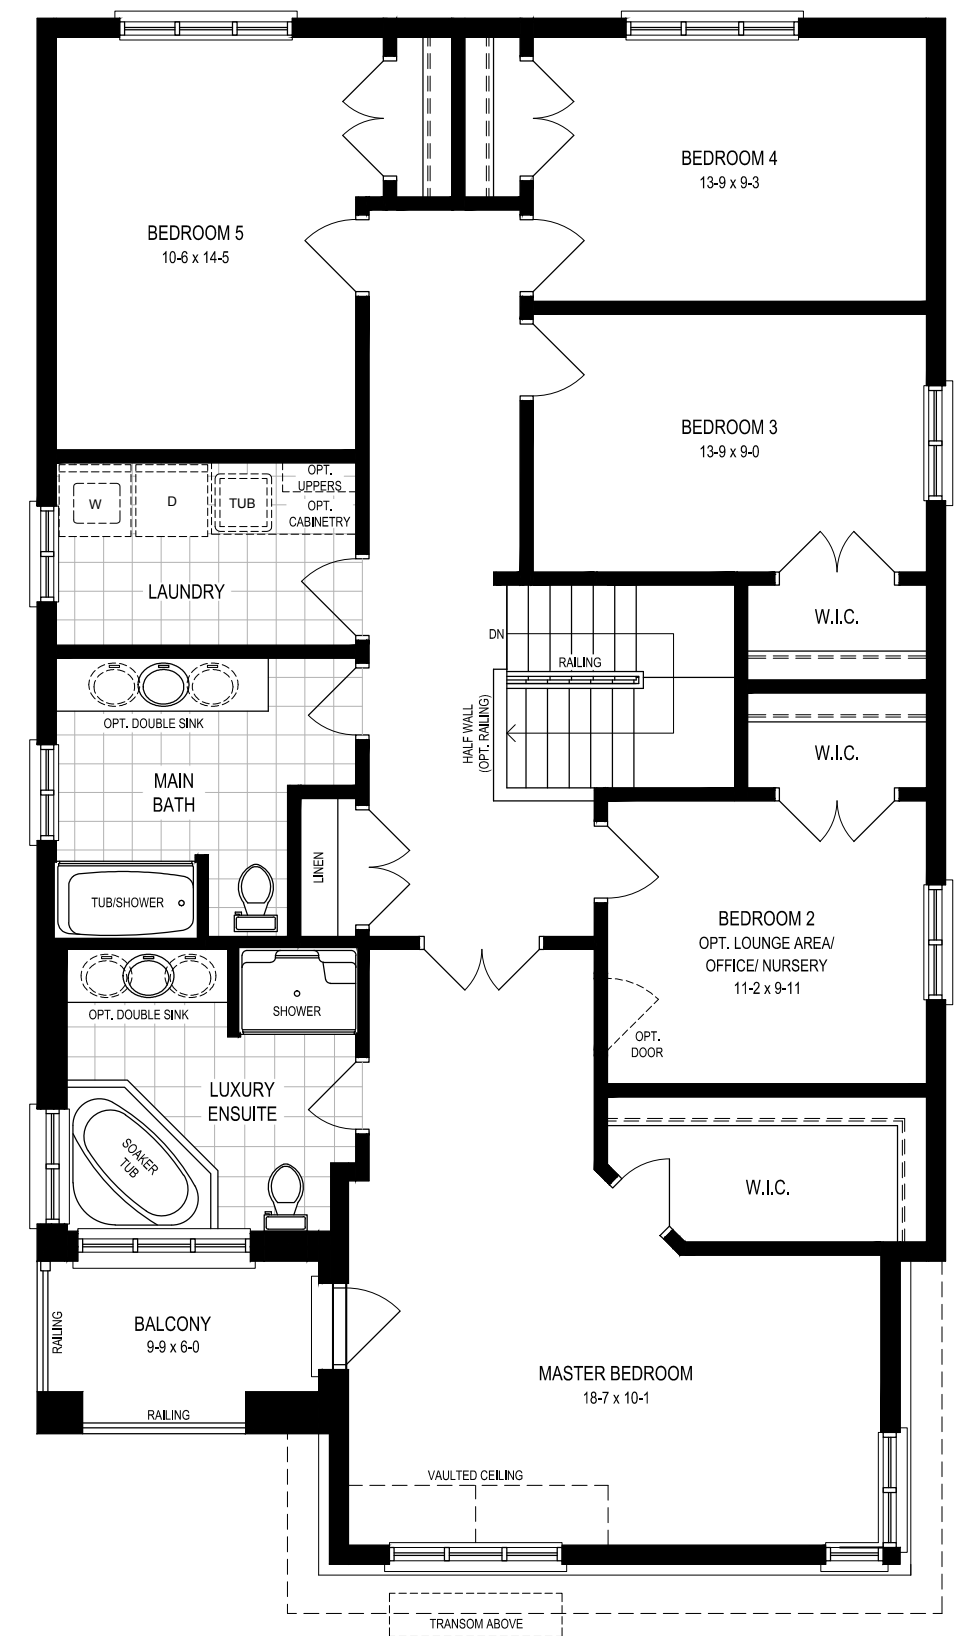 BEDROOM 4
13-9 x 9-3
BEDROOM 5
10-6 x 14-5
BEDROOM 3
13-9 x 9-0
OPT.
UPPERS
W
D
TUB
OPT.
CABINETRY
LAUNDRY
W.I.C.
DN
RAILING
HALF WALL
(OPT. RAILING)
OPT. DOUBLE SINK
W.I.C.
MAIN
BATH
LINEN
TUB/SHOWER
BEDROOM 2
OPT. LOUNGE AREA/
OFFICE/ NURSERY
11-2 x 9-11
OPT. DOUBLE SINK
SHOWER
OPT.
DOOR
LUXURY
ENSUITE
SOAKER
TUB
W.I.C.
RAILING
BALCONY
9-9 x 6-0
MASTER BEDROOM
18-7 x 10-1
RAILING
VAULTED CEILING
TRANSOM ABOVE